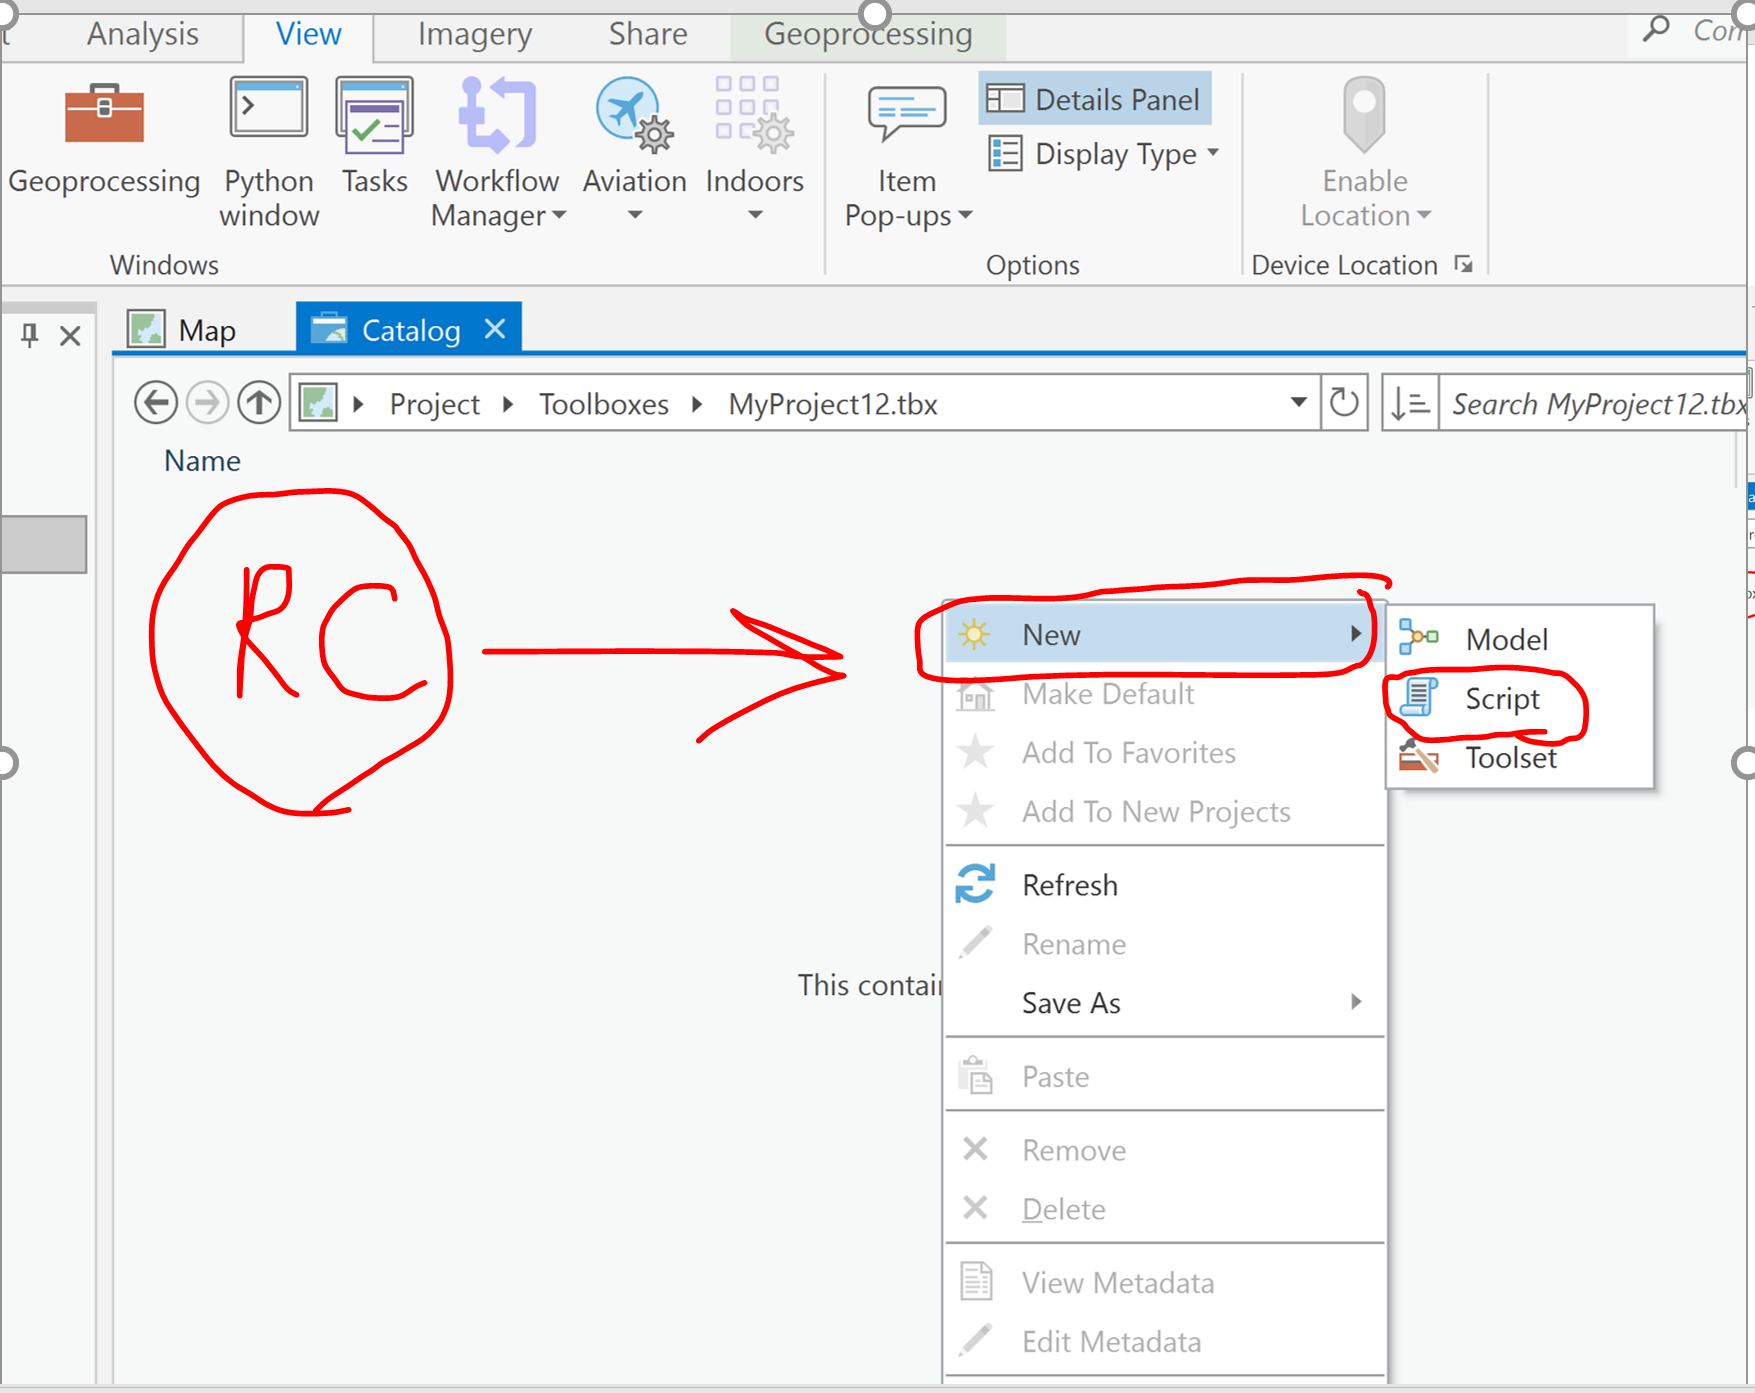 Analysis View Imagery Share Geoprocessing
Geoprocessing Python window Tasks Workflow Manager Aviation Indoors Item Pop-ups Details Panel Display Type Enable Location
Windows Options Device Location
Map Catalog
Project Toolboxes MyProject12.tbx Search MyProject12.tbx
Name
RC
New
Make Default
Add To Favorites
Add To New Projects
Refresh
Rename
Save As
Paste
Remove
Delete
View Metadata
Edit Metadata
Model
Script
Toolset
This contai